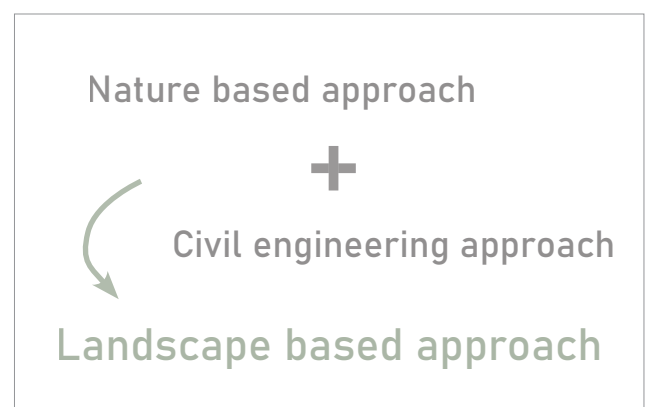 Nature based approach
+
Civil engineering approach
Landscape based approach